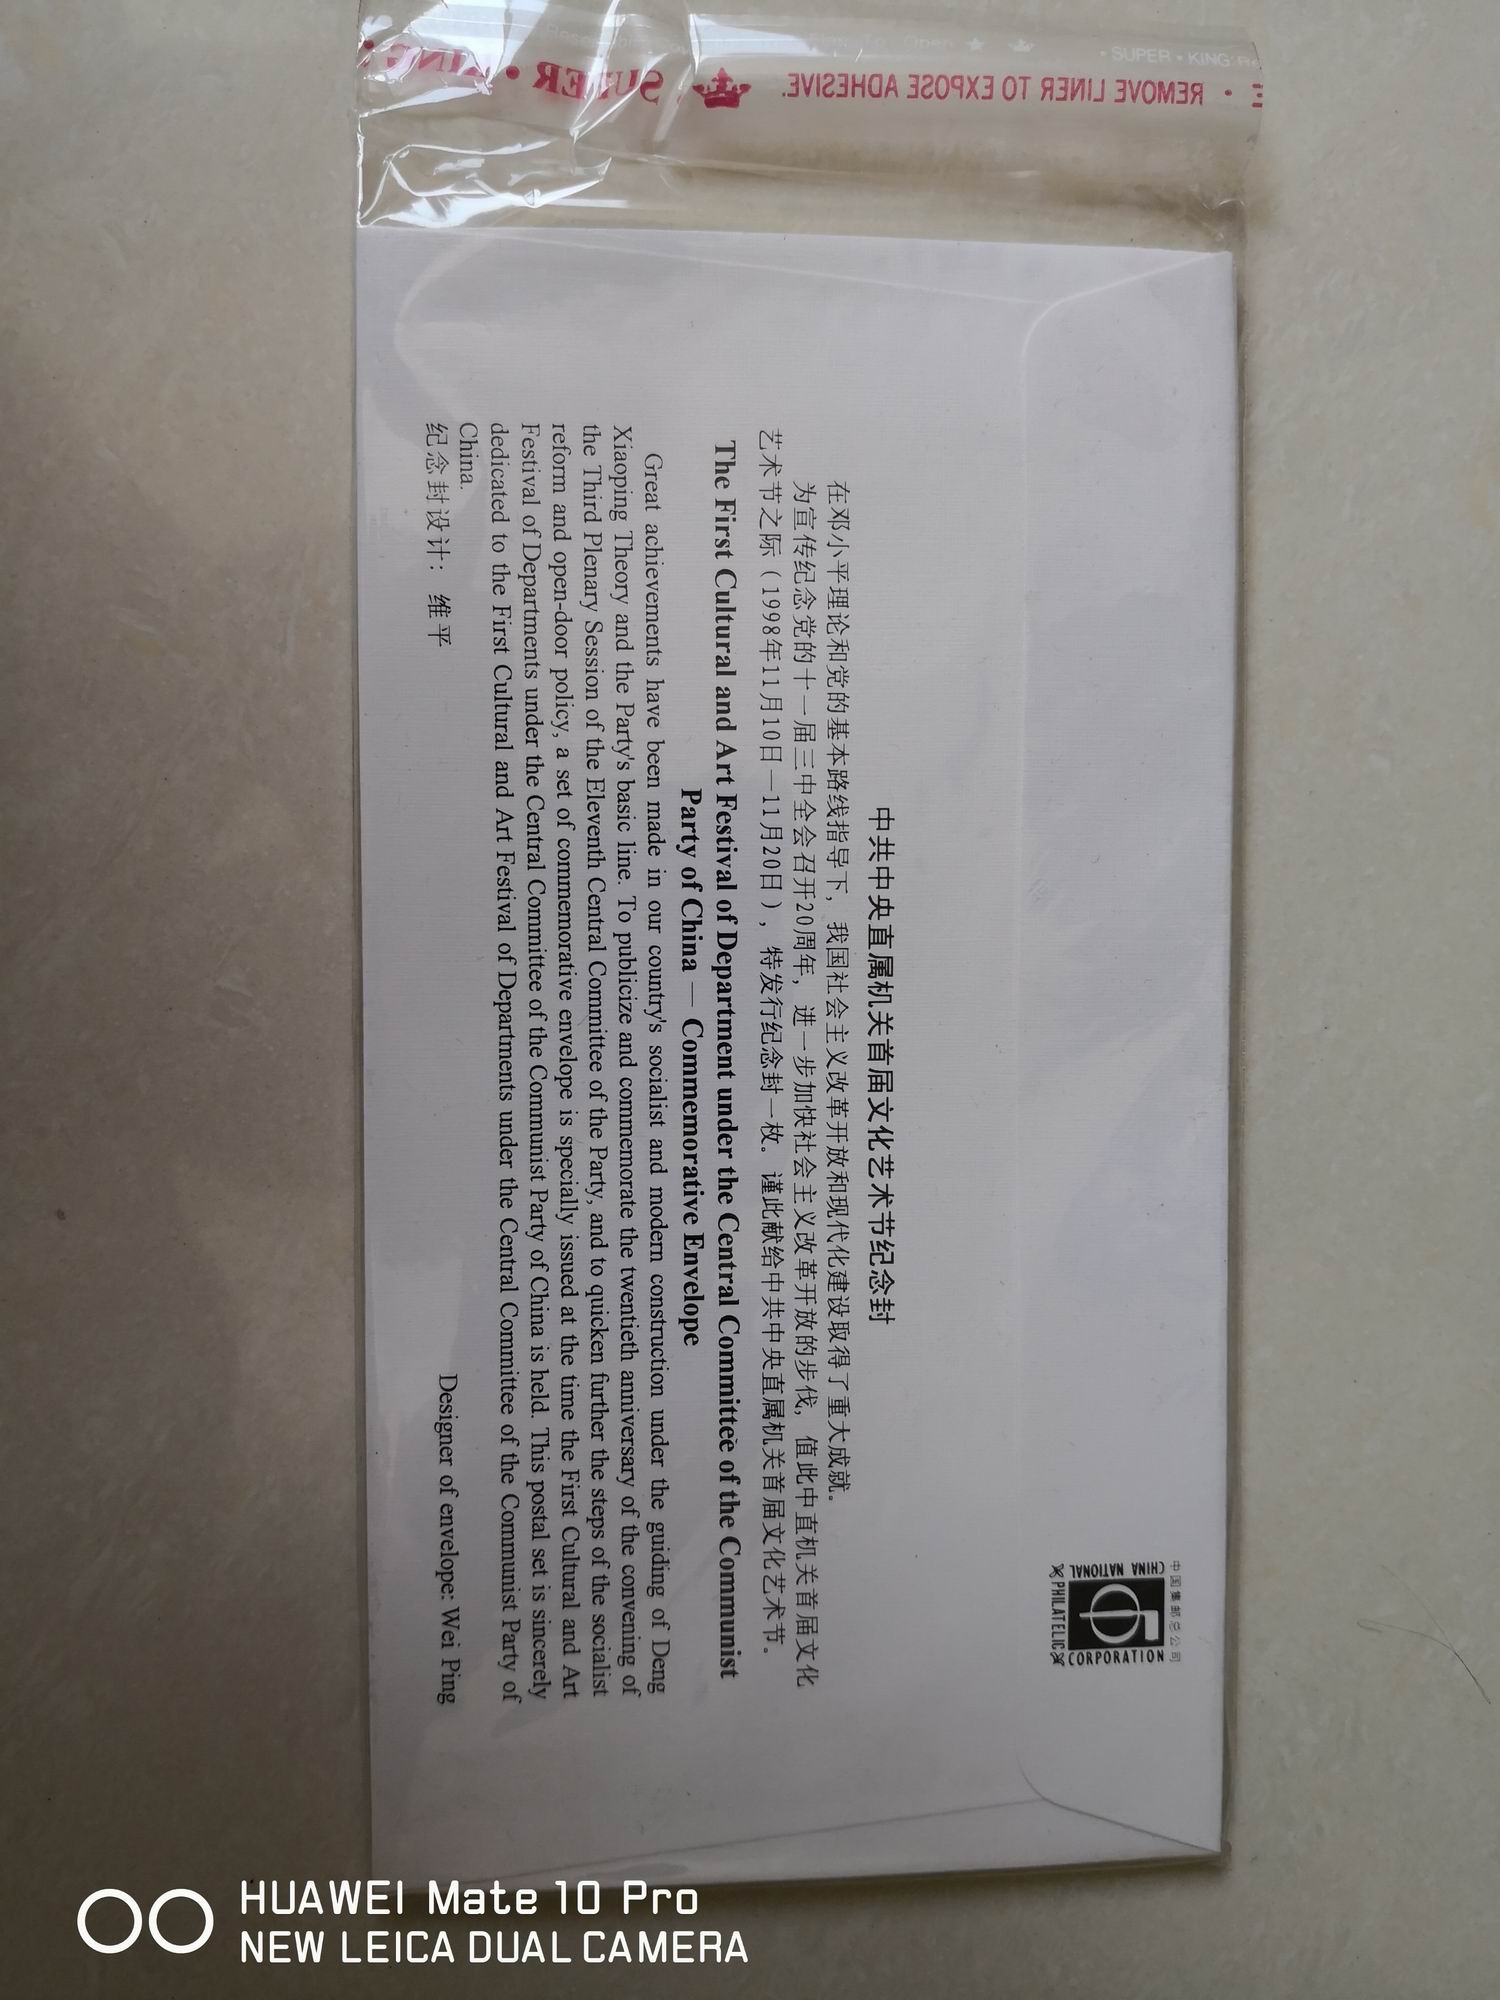 REMOVE LINER TO EXPOSE ADHESIVE.
SUPER
SUPER • KING
中国集邮总公司
CHINA NATIONAL
PHILATELIC
CORPORATION
中共中央直属机关首届文化艺术节纪念封
在邓小平理论和党的基本路线指导下，我国社会主义改革开放和现代化建设取得了重大成就。
为宣传纪念党的十一届三中全会召开20周年，进一步加快社会主义改革开放的步伐，值此中直机关首届文化
艺术节之际（1998年11月10日—11月20日），特发行纪念封一枚。谨此献给中共中央直属机关首届文化艺术节。
The First Cultural and Art Festival of Department under the Central Committee of the Communist
Party of China — Commemorative Envelope
Great achievements have been made in our country's socialist and modern construction under the guiding of Deng
Xiaoping Theory and the Party's basic line. To publicize and commemorate the twentieth anniversary of the convening of
the Third Plenary Session of the Eleventh Central Committee of the Party, and to quicken further the steps of the socialist
reform and open-door policy, a set of commemorative envelope is specially issued at the time the First Cultural and Art
Festival of Departments under the Central Committee of the Communist Party of China is held. This postal set is sincerely
dedicated to the First Cultural and Art Festival of Departments under the Central Committee of the Communist Party of
China.
纪念封设计：维平 Designer of envelope: Wei Ping
HUAWEI Mate 10 Pro
NEW LEICA DUAL CAMERA